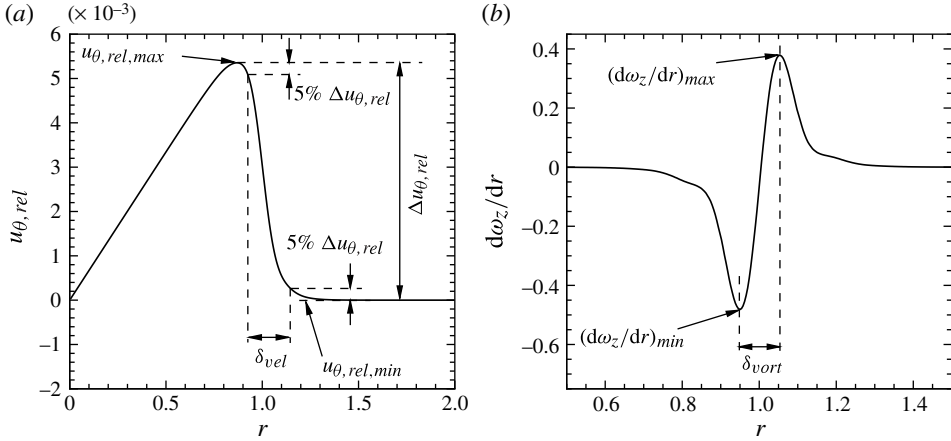 (a)
(× 10⁻³)
6
5
4
3
2
1
0
−1
−2
0
0.5
1.0
1.5
2.0
r
u_{θ,rel}
u_{θ,rel,max}
5% Δu_{θ,rel}
Δu_{θ,rel}
5% Δu_{θ,rel}
δ_{vel}
u_{θ,rel,min}
(b)
0.4
0.2
0
−0.2
−0.4
−0.6
0.6
0.8
1.0
1.2
1.4
r
dω_z/dr
(dω_z/dr)_{max}
(dω_z/dr)_{min}
δ_{vort}